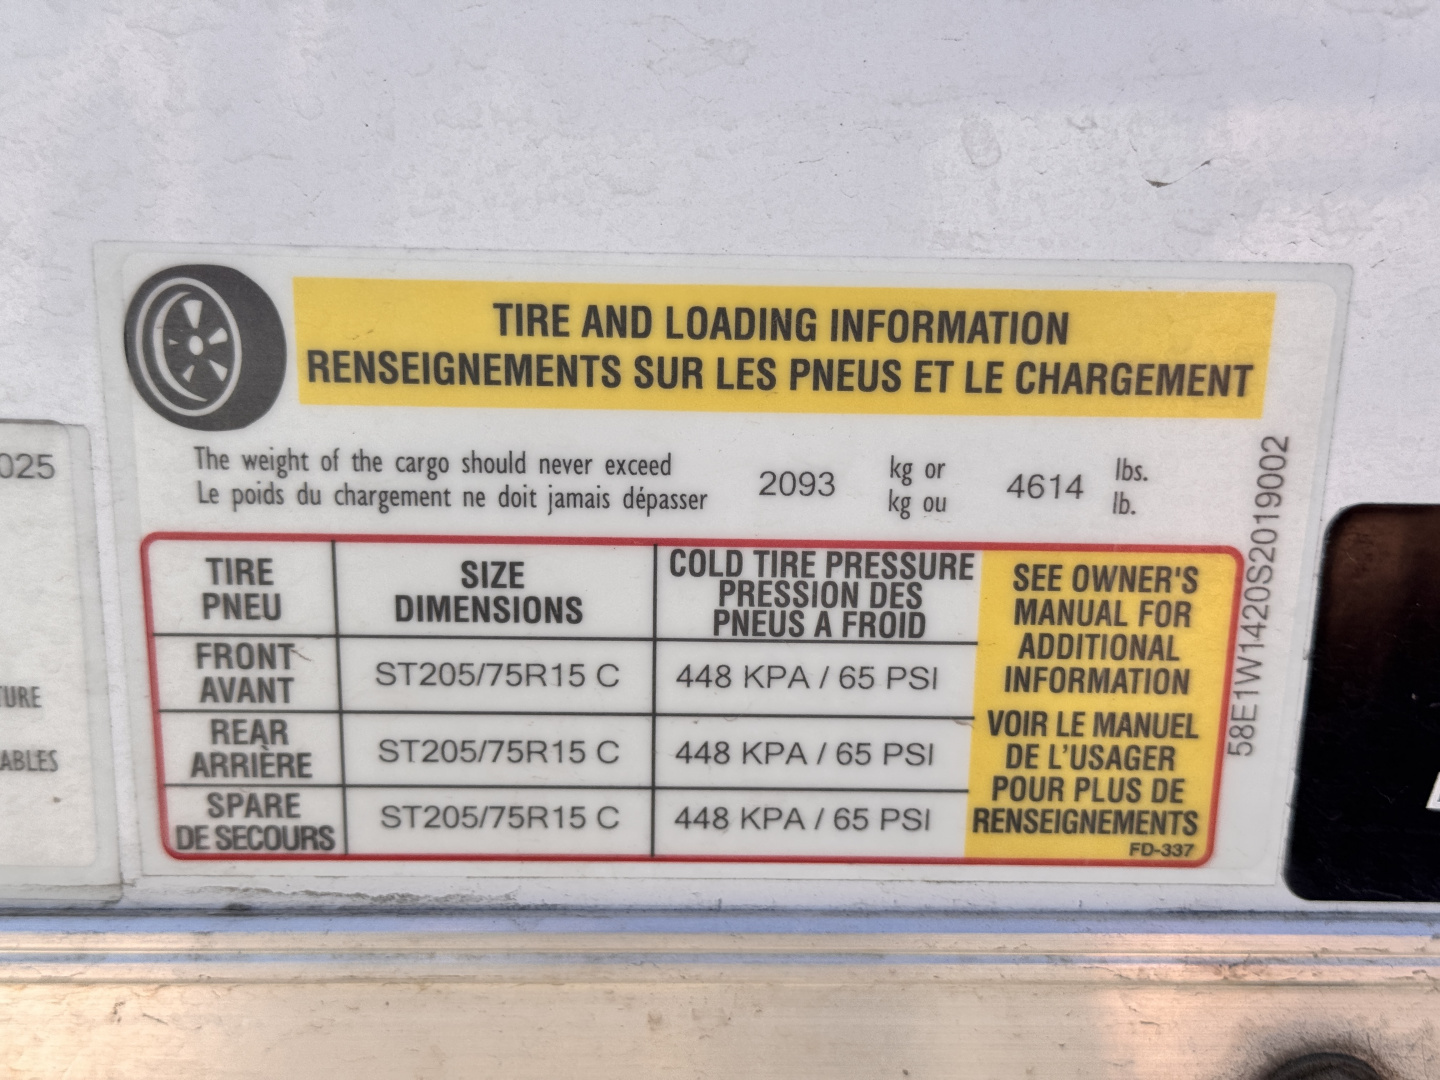 TIRE AND LOADING INFORMATION
RENSEIGNEMENTS SUR LES PNEUS ET LE CHARGEMENT
The weight of the cargo should never exceed 2093 kg or 4614 lbs.
Le poids du chargement ne doit jamais dépasser kg ou lb.
TIRE
PNEU
SIZE
DIMENSIONS
COLD TIRE PRESSURE
PRESSION DES
PNEUS A FROID
FRONT
AVANT
ST205/75R15 C
448 KPA / 65 PSI
REAR
ARRIÈRE
ST205/75R15 C
448 KPA / 65 PSI
SPARE
DE SECOURS
ST205/75R15 C
448 KPA / 65 PSI
SEE OWNER'S
MANUAL FOR
ADDITIONAL
INFORMATION
VOIR LE MANUEL
DE L'USAGER
POUR PLUS DE
RENSEIGNEMENTS
FD-337
58E1W1420S2019002
025
TURE
ABLES